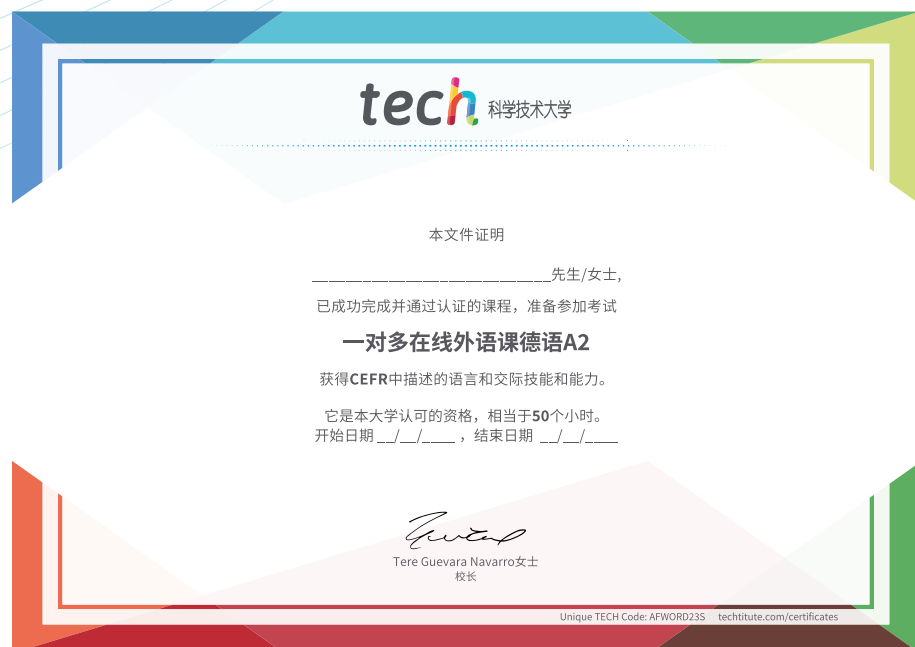 tech 科学技术大学
本文件证明
____________________________先生/女士,
已成功完成并通过认证的课程，准备参加考试
一对多在线外语课德语A2
获得CEFR中描述的语言和交际技能和能力。
它是本大学认可的资格，相当于50个小时。
开始日期 __/__/____ ，结束日期 __/__/____
Tere Guevara Navarro女士
校长
Unique TECH Code: AFWORD23S techtitute.com/certificates